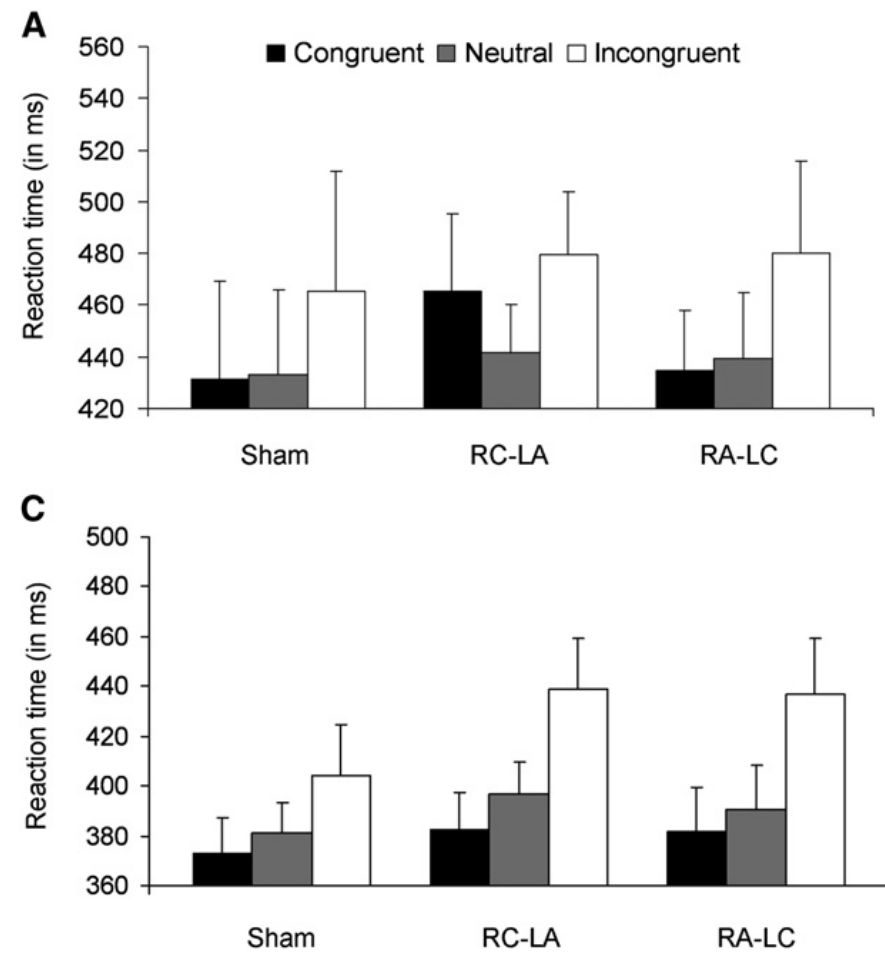 A
Congruent Neutral Incongruent
Reaction time (in ms)
560
540
520
500
480
460
440
420
Sham RC-LA RA-LC
C
Reaction time (in ms)
500
480
460
440
420
400
380
360
Sham RC-LA RA-LC